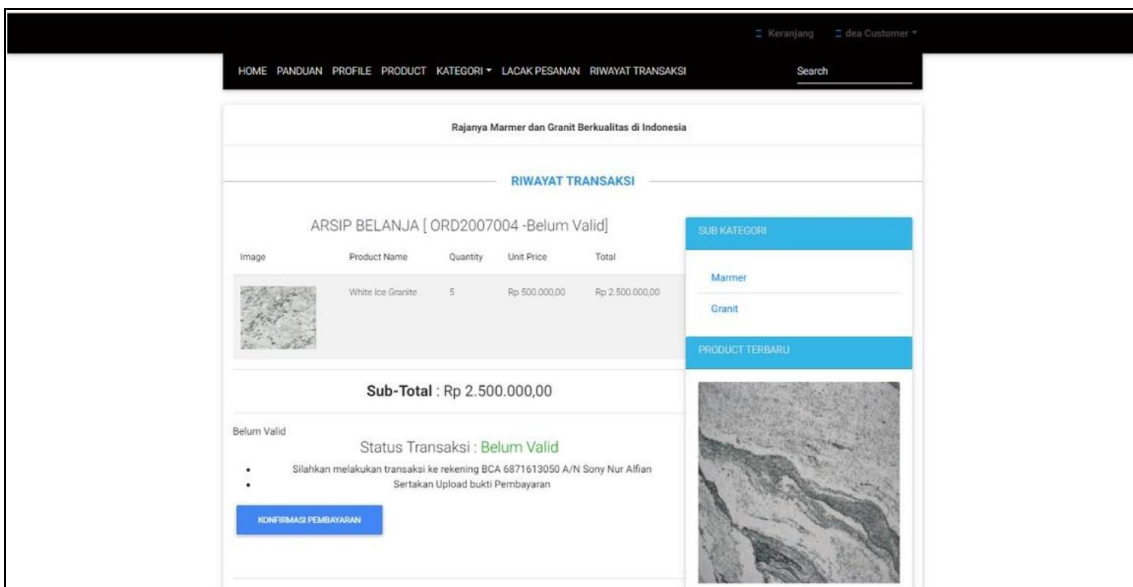 Keranjang dea Customer
HOME PANDUAN PROFILE PRODUCT KATEGORI LACAK PESANAN RIWAYAT TRANSAKSI Search
Rajanya Marmer dan Granit Berkualitas di Indonesia
RIWAYAT TRANSAKSI
ARSIP BELANJA [ ORD2007004 -Belum Valid]
Image Product Name Quantity Unit Price Total
White Ice Granite 5 Rp 500.000,00 Rp 2.500.000,00
Sub-Total : Rp 2.500.000,00
Belum Valid
Status Transaksi : Belum Valid
• Silahkan melakukan transaksi ke rekening BCA 6871613050 A/N Sony Nur Alfian
• Sertakan Upload bukti Pembayaran
KONFIRMASI PEMBAYARAN
SUB KATEGORI
Marmer
Granit
PRODUCT TERBARU